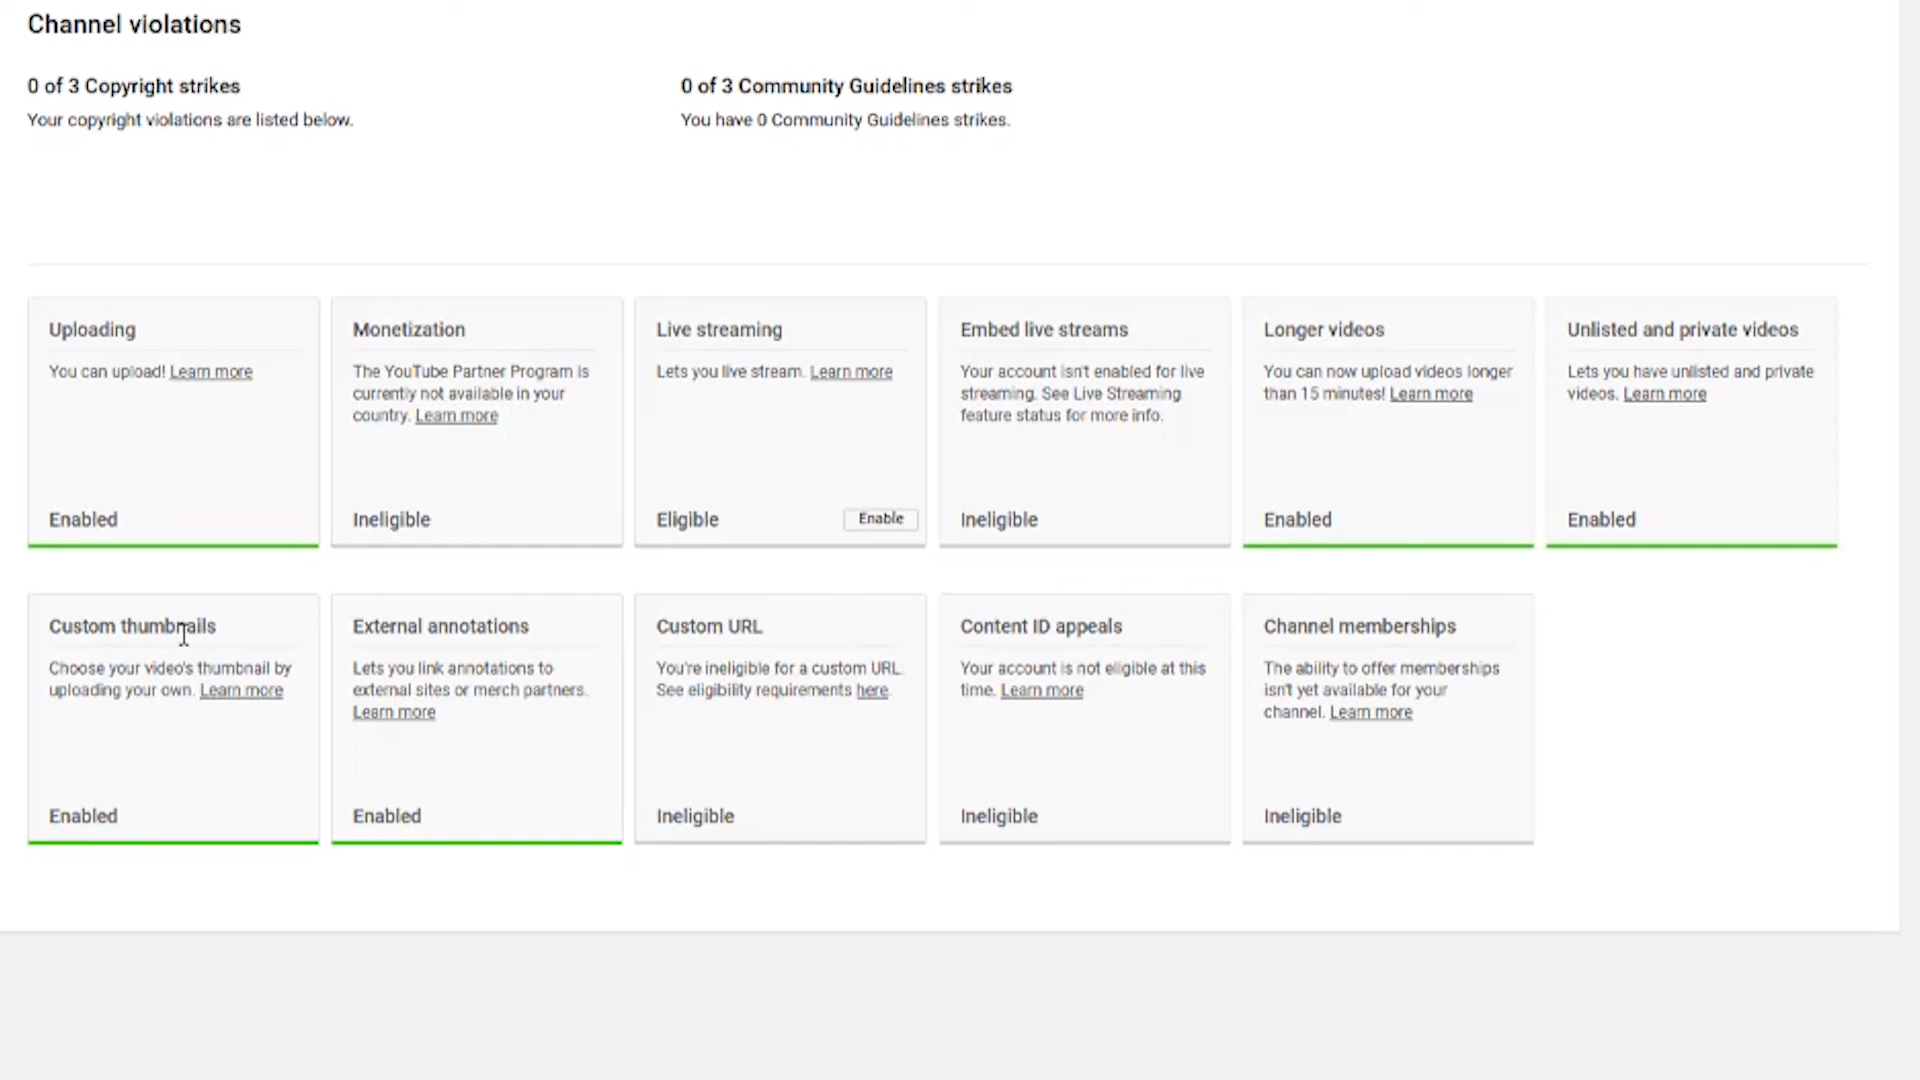 Channel violations
0 of 3 Copyright strikes
Your copyright violations are listed below.
0 of 3 Community Guidelines strikes
You have 0 Community Guidelines strikes.
Uploading
You can upload! Learn more
Enabled
Monetization
The YouTube Partner Program is
currently not available in your
country. Learn more
Ineligible
Live streaming
Lets you live stream. Learn more
Eligible
Enable
Embed live streams
Your account isn't enabled for live
streaming. See Live Streaming
feature status for more info.
Ineligible
Longer videos
You can now upload videos longer
than 15 minutes! Learn more
Enabled
Unlisted and private videos
Lets you have unlisted and private
videos. Learn more
Enabled
Custom thumbnails
Choose your video's thumbnail by
uploading your own. Learn more
Enabled
External annotations
Lets you link annotations to
external sites or merch partners.
Learn more
Enabled
Custom URL
You're ineligible for a custom URL.
See eligibility requirements here.
Ineligible
Content ID appeals
Your account is not eligible at this
time. Learn more
Ineligible
Channel memberships
The ability to offer memberships
isn't yet available for your
channel. Learn more
Ineligible